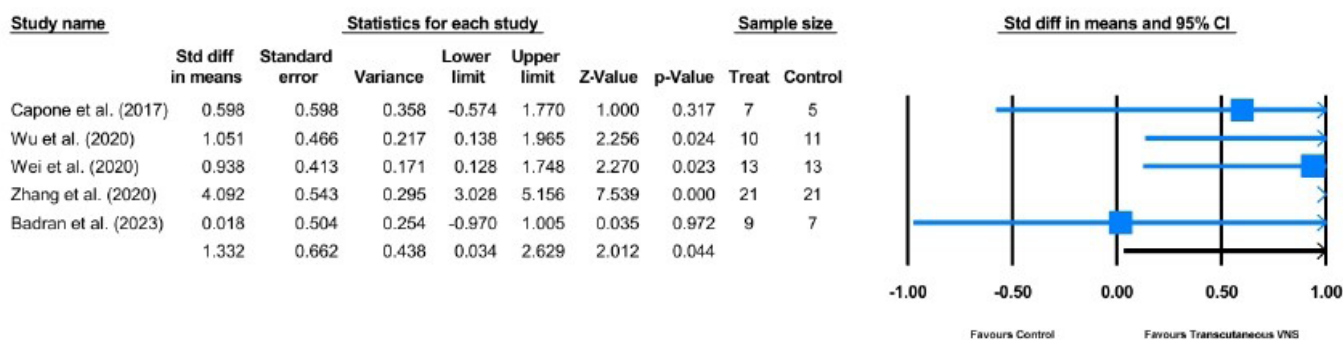 Study name Statistics for each study Sample size Std diff in means and 95% CI
Std diff in means Standard error Variance Lower limit Upper limit Z-Value p-Value Treat Control
Capone et al. (2017) 0.598 0.598 0.358 -0.574 1.770 1.000 0.317 7 5
Wu et al. (2020) 1.051 0.466 0.217 0.138 1.965 2.256 0.024 10 11
Wei et al. (2020) 0.938 0.413 0.171 0.128 1.748 2.270 0.023 13 13
Zhang et al. (2020) 4.092 0.543 0.295 3.028 5.156 7.539 0.000 21 21
Badran et al. (2023) 0.018 0.504 0.254 -0.970 1.005 0.035 0.972 9 7
1.332 0.662 0.438 0.034 2.629 2.012 0.044
-1.00 -0.50 0.00 0.50 1.00
Favours Control Favours Transcutaneous VNS